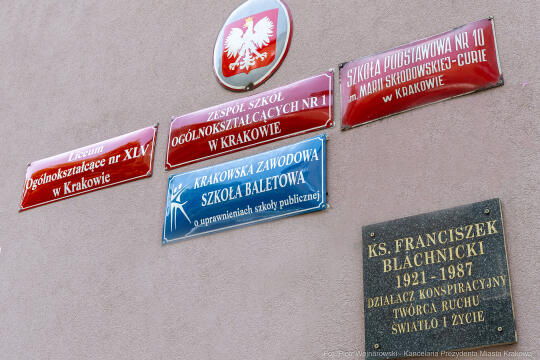 Liceum
Ogólnokształcące nr XLV
w Krakowie
ZESPÓŁ SZKÓŁ
OGÓLNOKSZTAŁCĄCYCH NR 1
W KRAKOWIE
SZKOŁA PODSTAWOWA NR 10
im. MARII SKŁODOWSKIEJ-CURIE
w KRAKOWIE
KRAKOWSKA ZAWODOWA
SZKOŁA BALETOWA
o uprawnieniach szkoły publicznej
KS. FRANCISZEK
BLACHNICKI
1921 - 1987
DZIAŁACZ KONSPIRACYJNY
TWÓRCA RUCHU
ŚWIATŁO I ŻYCIE
Fot. Piotr Wojnarowski - Kancelaria Prezydenta Miasta Krakowa